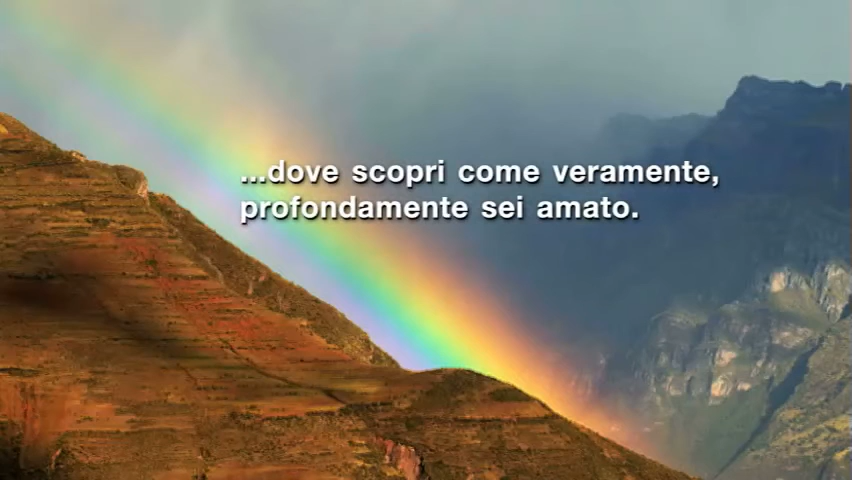 ...dove scopri come veramente,
profondamente sei amato.